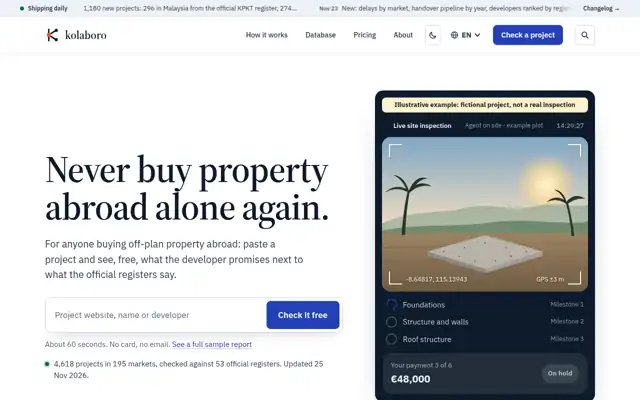 Shipping daily
1,180 new projects: 296 in Malaysia from the official KPKT register, 274…
Nov 23 New: delays by market, handover pipeline by year, developers ranked by
Changelog →
kolaboro
How it works Database Pricing About EN Check a project
Illustrative example: fictional project, not a real inspection
Live site inspection Agent on site · example plot 14:29:27
Never buy property
abroad alone again.
For anyone buying off-plan property abroad: paste a
project and see, free, what the developer promises next to
what the official registers say.
Project website, name or developer Check it free
About 60 seconds. No card, no email. See a full sample report
4,618 projects in 195 markets, checked against 53 official registers. Updated 25
Nov 2026.
-8.64817, 115.13943 GPS ±3 m
Foundations Milestone 1
Structure and walls Milestone 2
Roof structure Milestone 3
Your payment 3 of 6
€48,000 On hold